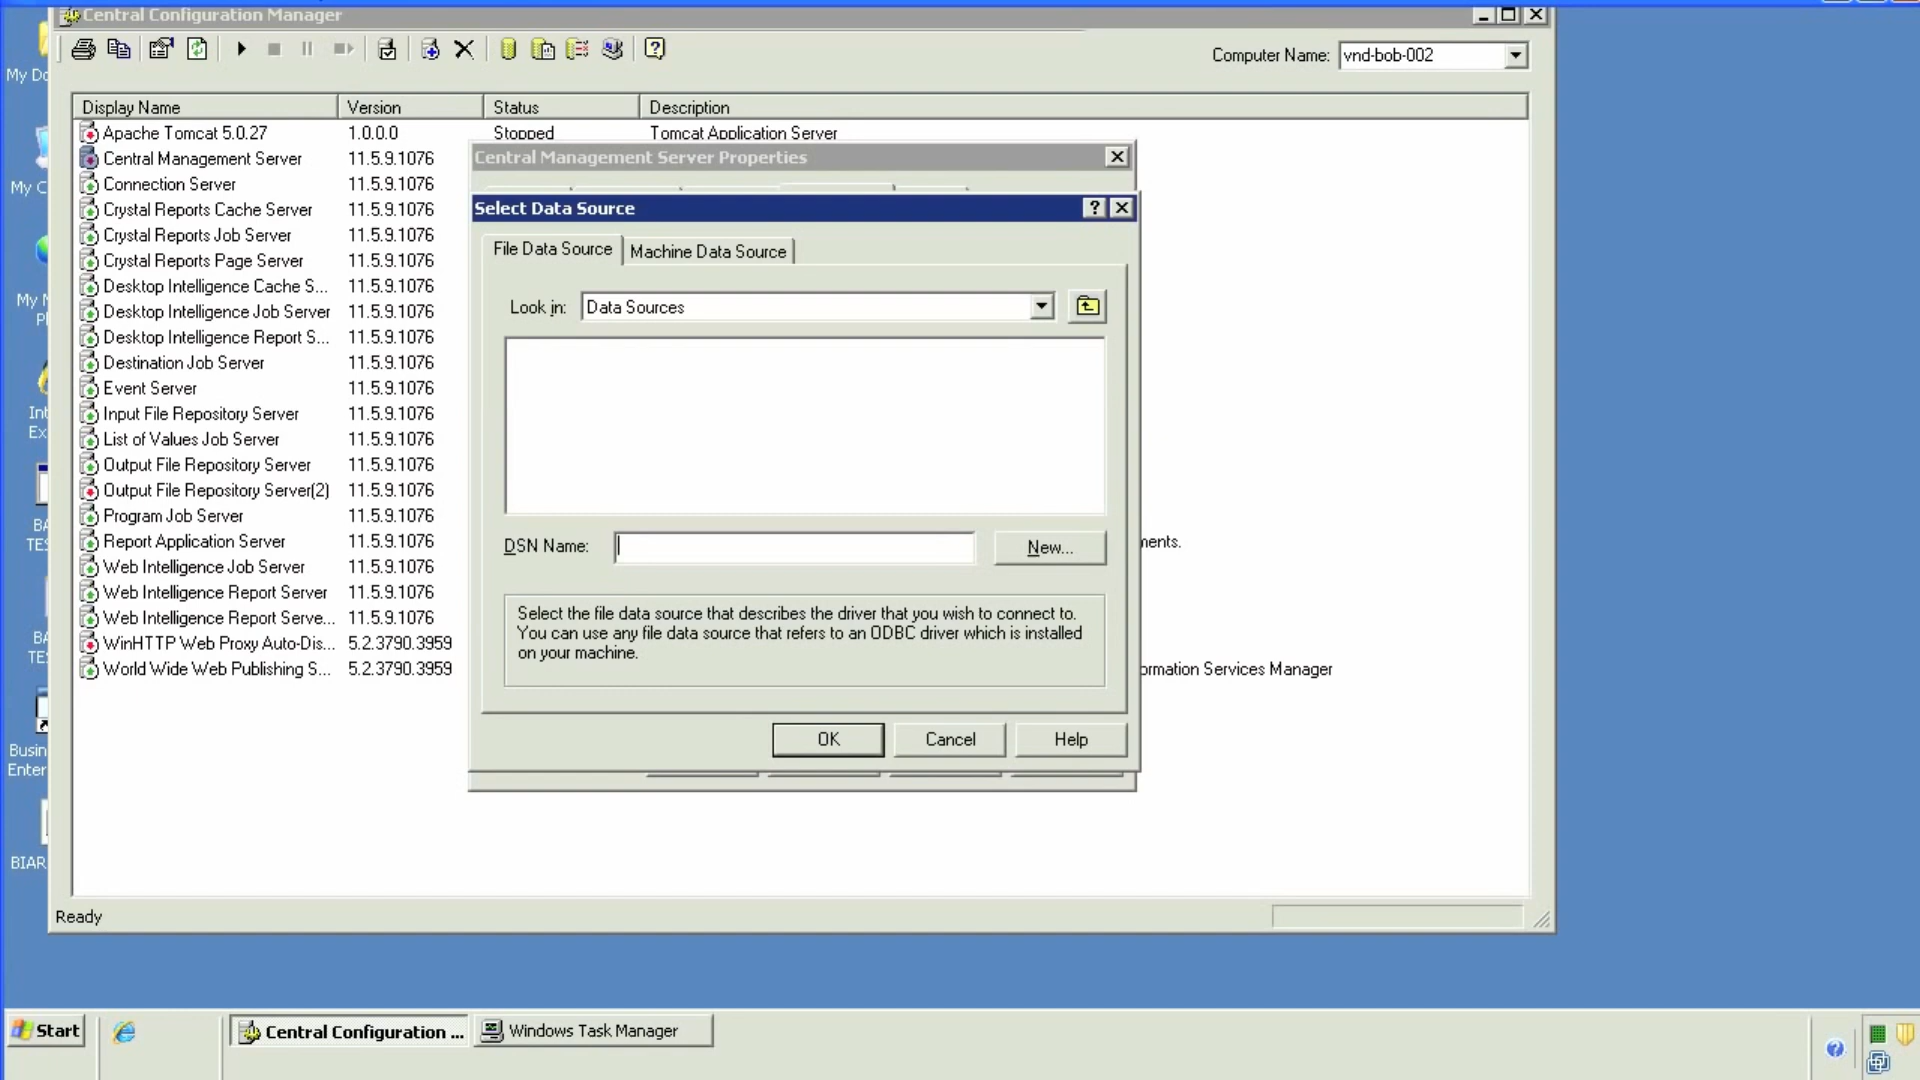 Central Configuration Manager
Computer Name: vnd-bob-002
Display Name Version Status Description
Apache Tomcat 5.0.27 1.0.0.0 Stopped Tomcat Application Server
Central Management Server 11.5.9.1076
Connection Server 11.5.9.1076
Crystal Reports Cache Server 11.5.9.1076
Crystal Reports Job Server 11.5.9.1076
Crystal Reports Page Server 11.5.9.1076
Desktop Intelligence Cache S... 11.5.9.1076
Desktop Intelligence Job Server 11.5.9.1076
Desktop Intelligence Report S... 11.5.9.1076
Destination Job Server 11.5.9.1076
Event Server 11.5.9.1076
Input File Repository Server 11.5.9.1076
List of Values Job Server 11.5.9.1076
Output File Repository Server 11.5.9.1076
Output File Repository Server(2) 11.5.9.1076
Program Job Server 11.5.9.1076
Report Application Server 11.5.9.1076 ments.
Web Intelligence Job Server 11.5.9.1076
Web Intelligence Report Server 11.5.9.1076
Web Intelligence Report Serve... 11.5.9.1076
WinHTTP Web Proxy Auto-Dis... 5.2.3790.3959
World Wide Web Publishing S... 5.2.3790.3959 ormation Services Manager
Central Management Server Properties
Select Data Source
File Data Source Machine Data Source
Look in: Data Sources
DSN Name: New...
Select the file data source that describes the driver that you wish to connect to.
You can use any file data source that refers to an ODBC driver which is installed
on your machine.
OK Cancel Help
Ready
My Do
My C
My N
Pl
Int
Ex
BA
TES
BA
TES
Busin
Enter
BIAR
Start Central Configuration ... Windows Task Manager